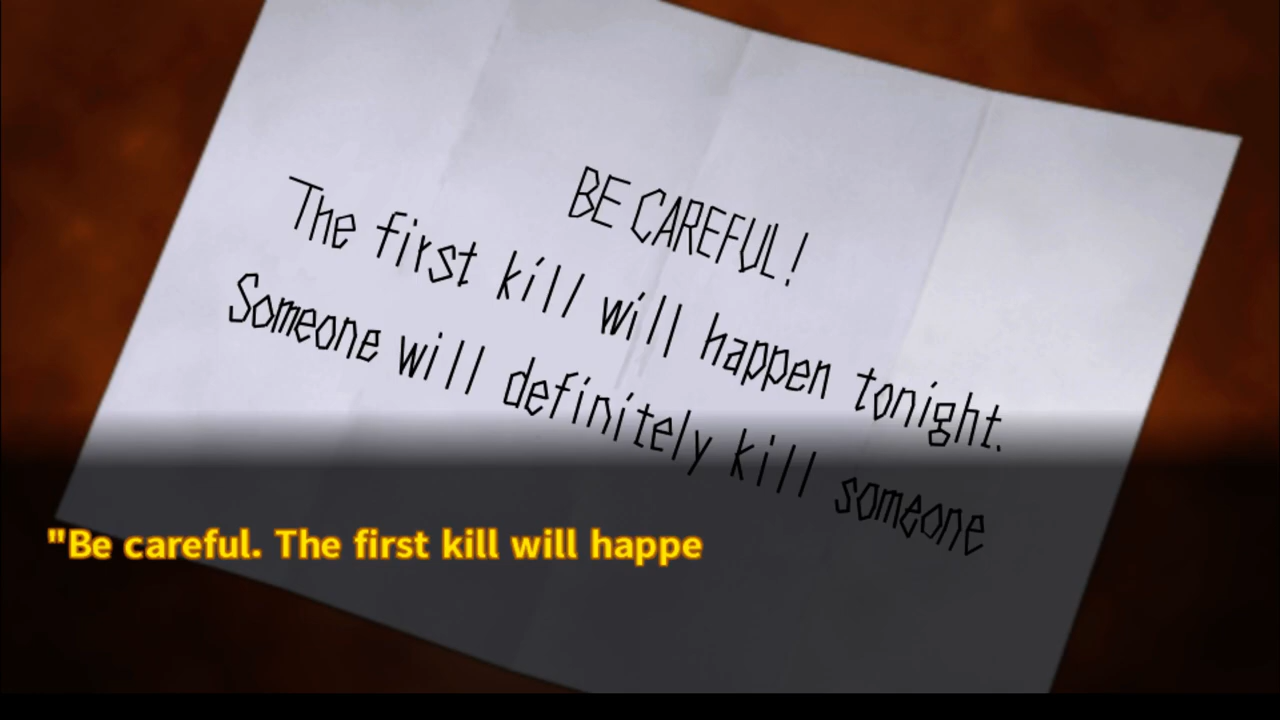 BE CAREFUL!
The first kill will happen tonight.
Someone will definitely kill someone
"Be careful. The first kill will happe